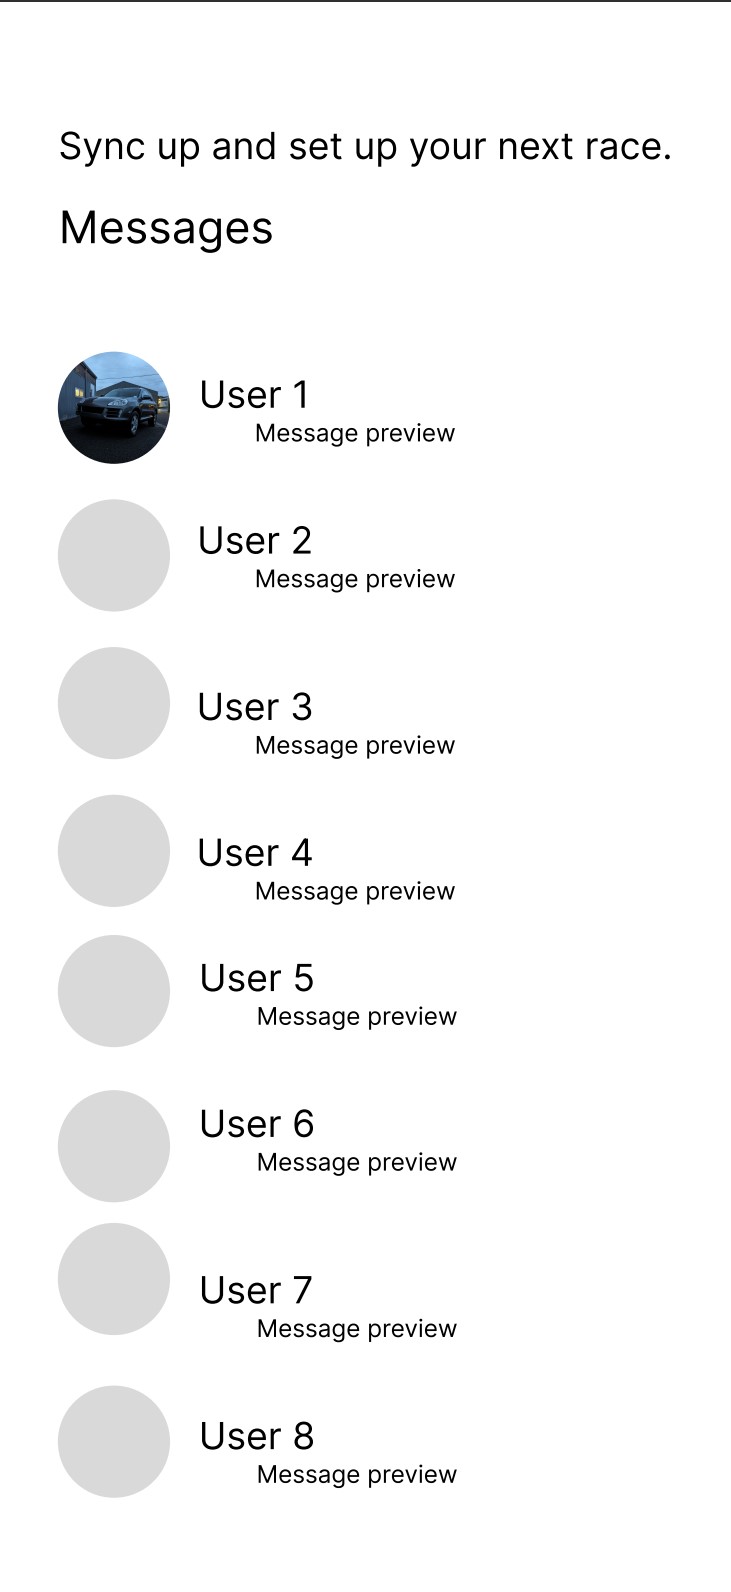 Sync up and set up your next race.
Messages
User 1
Message preview
User 2
Message preview
User 3
Message preview
User 4
Message preview
User 5
Message preview
User 6
Message preview
User 7
Message preview
User 8
Message preview